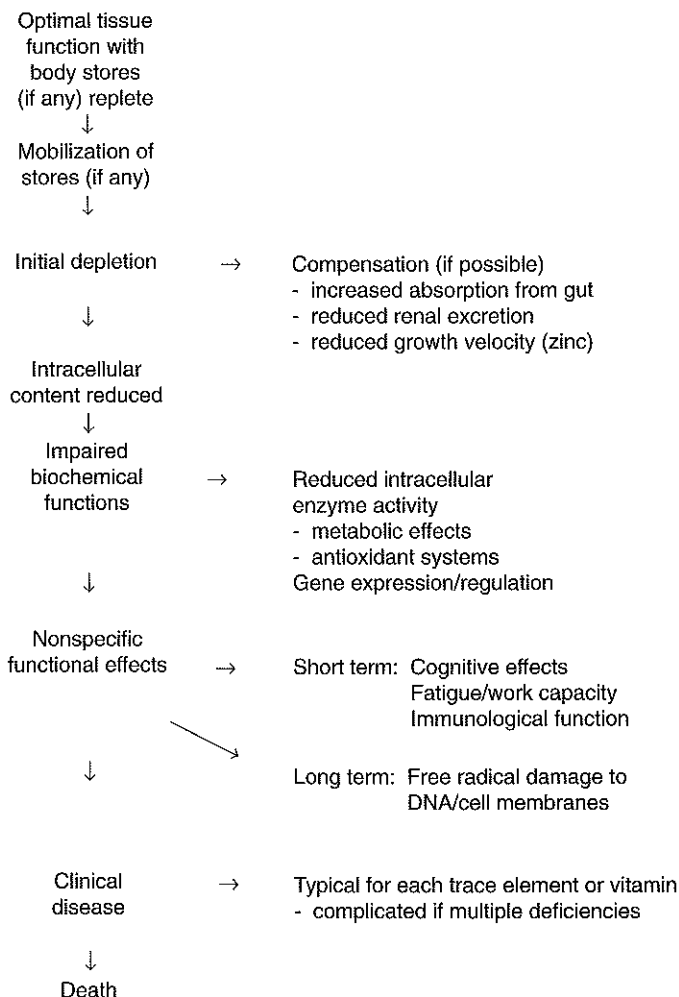 Optimal tissue
function with
body stores
(if any) replete
↓
Mobilization of
stores (if any)
↓
Initial depletion → Compensation (if possible)
- increased absorption from gut
↓ - reduced renal excretion
- reduced growth velocity (zinc)
Intracellular
content reduced
↓
Impaired
biochemical → Reduced intracellular
functions enzyme activity
- metabolic effects
- antioxidant systems
↓ Gene expression/regulation
Nonspecific
functional effects → Short term: Cognitive effects
Fatigue/work capacity
Immunological function
↓ Long term: Free radical damage to
DNA/cell membranes
Clinical → Typical for each trace element or vitamin
disease - complicated if multiple deficiencies
↓
Death